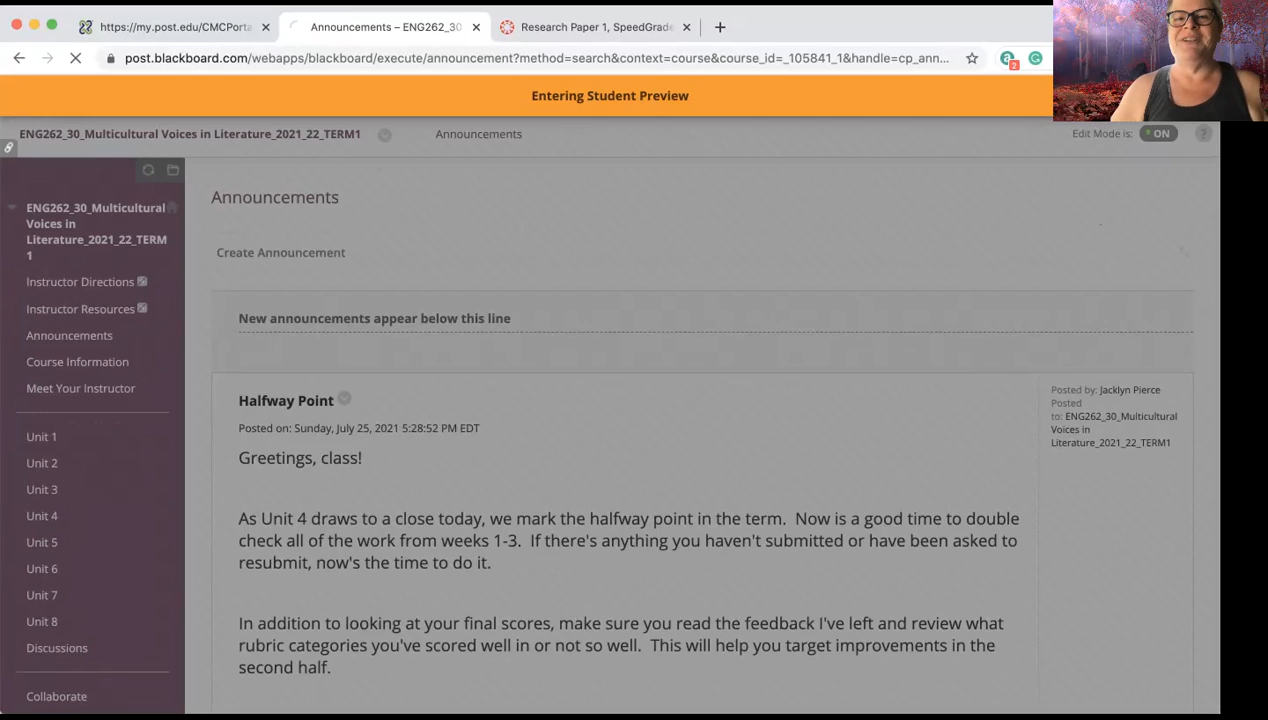 https://my.post.edu/CMCPorta
Announcements – ENG262_30
Research Paper 1, SpeedGrade
post.blackboard.com/webapps/blackboard/execute/announcement?method=search&context=course&course_id=_105841_1&handle=cp_ann...
2
Entering Student Preview
ENG262_30_Multicultural Voices in Literature_2021_22_TERM1
Announcements
Edit Mode is:
ON
?
ENG262_30_Multicultural
Voices in
Literature_2021_22_TERM
1
Instructor Directions
Instructor Resources
Announcements
Course Information
Meet Your Instructor
Unit 1
Unit 2
Unit 3
Unit 4
Unit 5
Unit 6
Unit 7
Unit 8
Discussions
Collaborate
Announcements
Create Announcement
New announcements appear below this line
Halfway Point
Posted on: Sunday, July 25, 2021 5:28:52 PM EDT
Greetings, class!
As Unit 4 draws to a close today, we mark the halfway point in the term.  Now is a good time to double
check all of the work from weeks 1-3.  If there's anything you haven't submitted or have been asked to
resubmit, now's the time to do it.
In addition to looking at your final scores, make sure you read the feedback I've left and review what
rubric categories you've scored well in or not so well.  This will help you target improvements in the
second half.
Posted by: Jacklyn Pierce
Posted
to: ENG262_30_Multicultural
Voices in
Literature_2021_22_TERM1